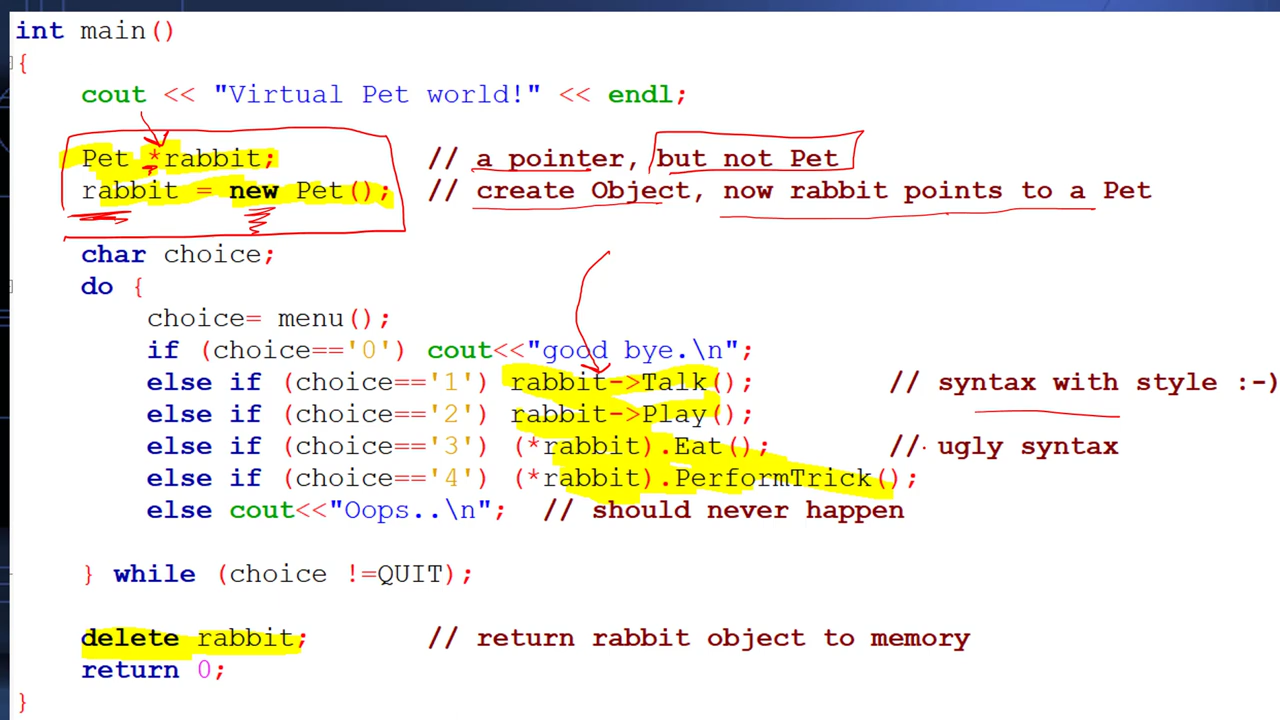 int main()
{
cout << "Virtual Pet world!" << endl;
Pet *rabbit; // a pointer, but not Pet
rabbit = new Pet(); // create Object, now rabbit points to a Pet
char choice;
do {
choice= menu();
if (choice=='0') cout<<"good bye.\n";
else if (choice=='1') rabbit->Talk(); // syntax with style :-)
else if (choice=='2') rabbit->Play();
else if (choice=='3') (*rabbit).Eat(); // ugly syntax
else if (choice=='4') (*rabbit).PerformTrick();
else cout<<"Oops..\n"; // should never happen
} while (choice !=QUIT);
delete rabbit; // return rabbit object to memory
return 0;
}